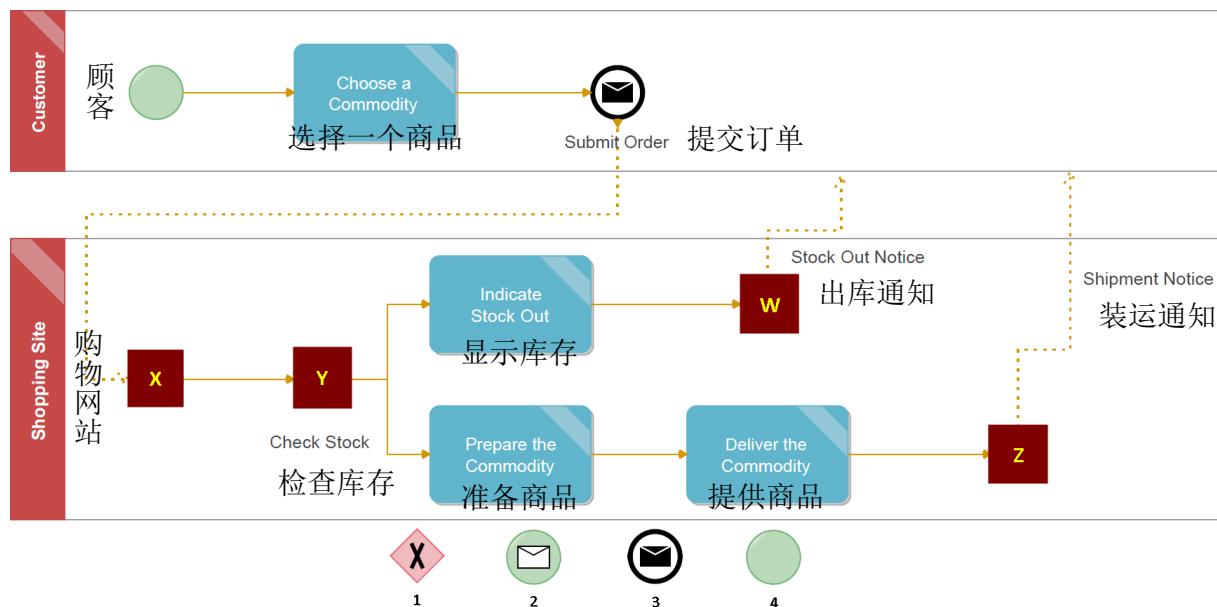 Customer
顾客
Choose a
Commodity
选择一个商品
Submit Order
提交订单
Shopping Site
购物网站
X
Y
Check Stock
检查库存
Indicate
Stock Out
显示库存
W
Stock Out Notice
出库通知
Prepare the
Commodity
准备商品
Deliver the
Commodity
提供商品
Z
Shipment Notice
装运通知
1
2
3
4